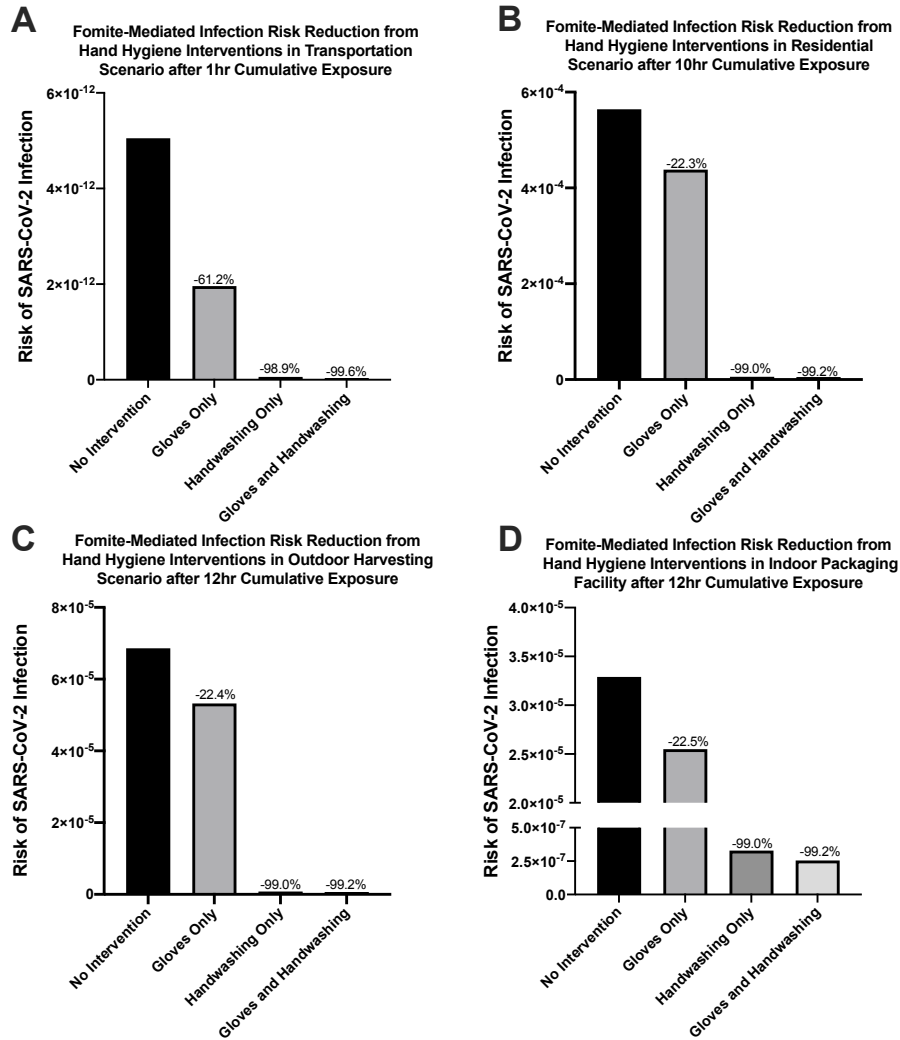 A
Fomite-Mediated Infection Risk Reduction from
Hand Hygiene Interventions in Transportation
Scenario after 1hr Cumulative Exposure
Risk of SARS-CoV-2 Infection
6×10⁻¹²
4×10⁻¹²
2×10⁻¹²
0
-61.2%
-98.9%
-99.6%
No Intervention
Gloves Only
Handwashing Only
Gloves and Handwashing
B
Fomite-Mediated Infection Risk Reduction from
Hand Hygiene Interventions in Residential
Scenario after 10hr Cumulative Exposure
Risk of SARS-CoV-2 Infection
6×10⁻⁴
4×10⁻⁴
2×10⁻⁴
0
-22.3%
-99.0%
-99.2%
No Intervention
Gloves Only
Handwashing Only
Gloves and Handwashing
C
Fomite-Mediated Infection Risk Reduction from
Hand Hygiene Interventions in Outdoor Harvesting
Scenario after 12hr Cumulative Exposure
Risk of SARS-CoV-2 Infection
8×10⁻⁵
6×10⁻⁵
4×10⁻⁵
2×10⁻⁵
0
-22.4%
-99.0%
-99.2%
No Intervention
Gloves Only
Handwashing Only
Gloves and Handwashing
D
Fomite-Mediated Infection Risk Reduction from
Hand Hygiene Interventions in Indoor Packaging
Facility after 12hr Cumulative Exposure
Risk of SARS-CoV-2 Infection
4.0×10⁻⁵
3.5×10⁻⁵
3.0×10⁻⁵
2.5×10⁻⁵
2.0×10⁻⁵
5.0×10⁻⁷
2.5×10⁻⁷
0.0
-22.5%
-99.0%
-99.2%
No Intervention
Gloves Only
Handwashing Only
Gloves and Handwashing